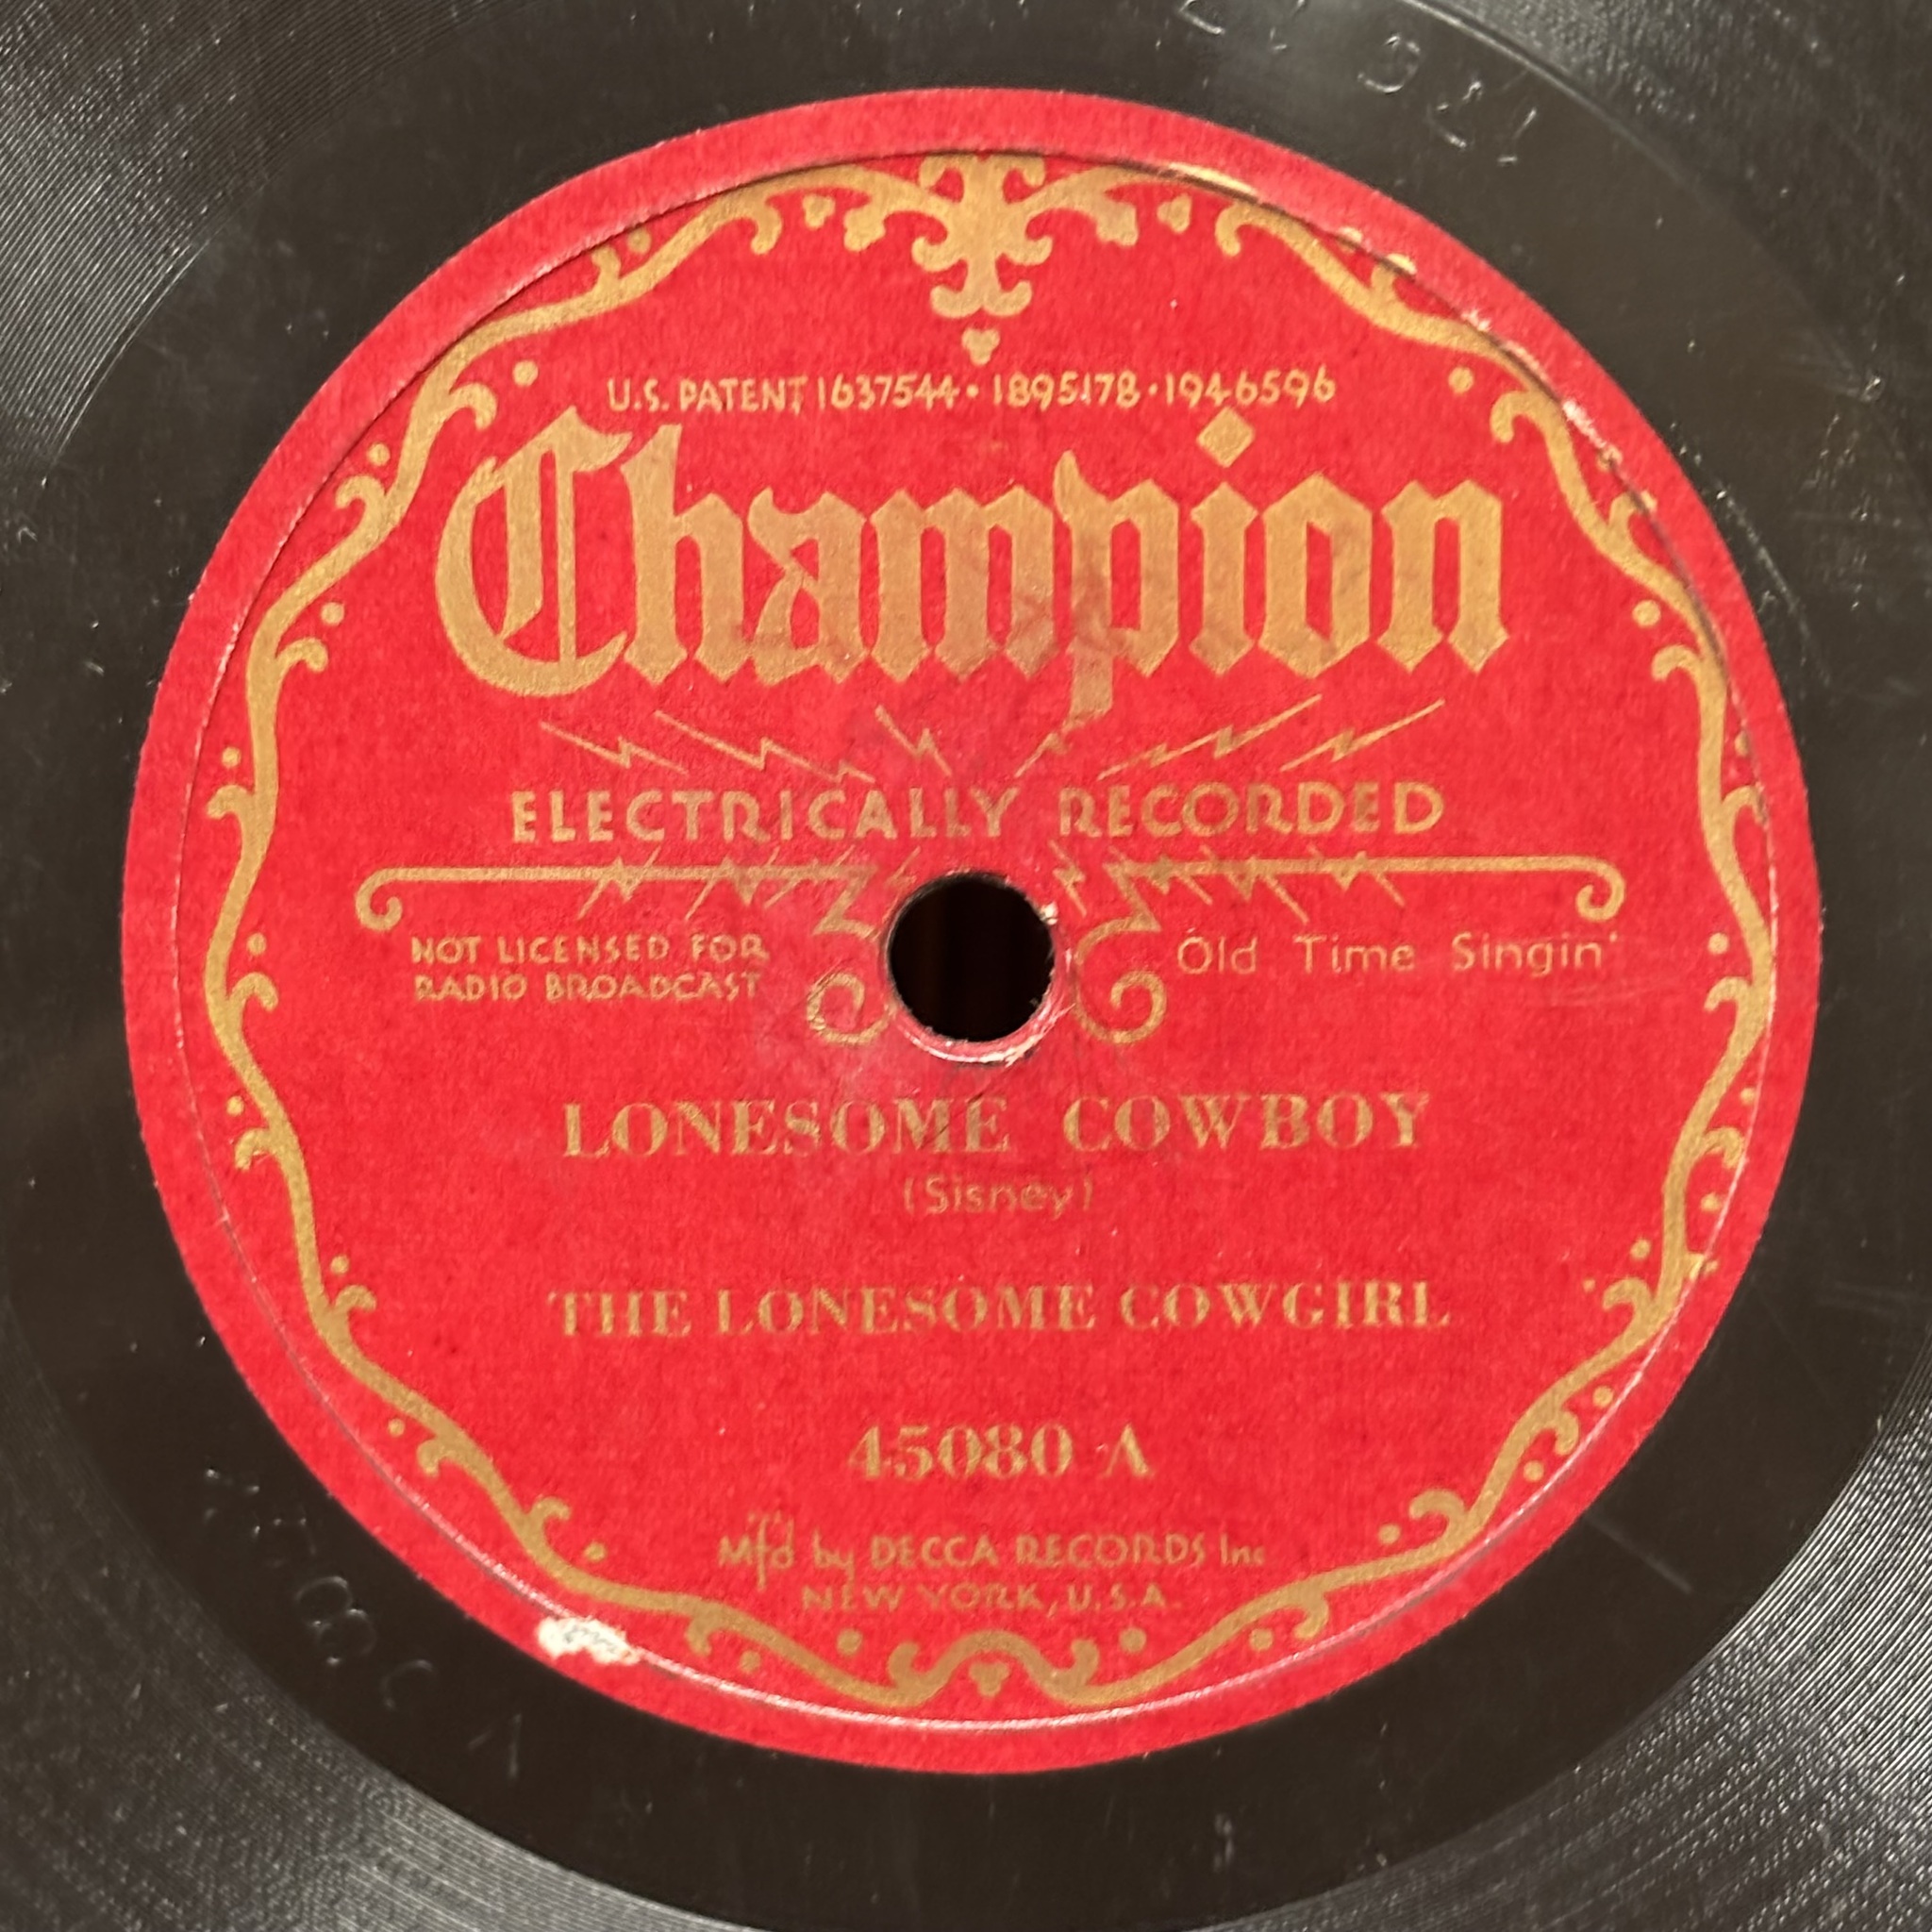 U.S. PATENT 1637544 · 1895178 · 1946596
Champion
ELECTRICALLY RECORDED
NOT LICENSED FOR
RADIO BROADCAST
Old Time Singin'
LONESOME COWBOY
(Sisney)
THE LONESOME COWGIRL
45080 A
Mf'd by DECCA RECORDS Inc
NEW YORK, U.S.A.